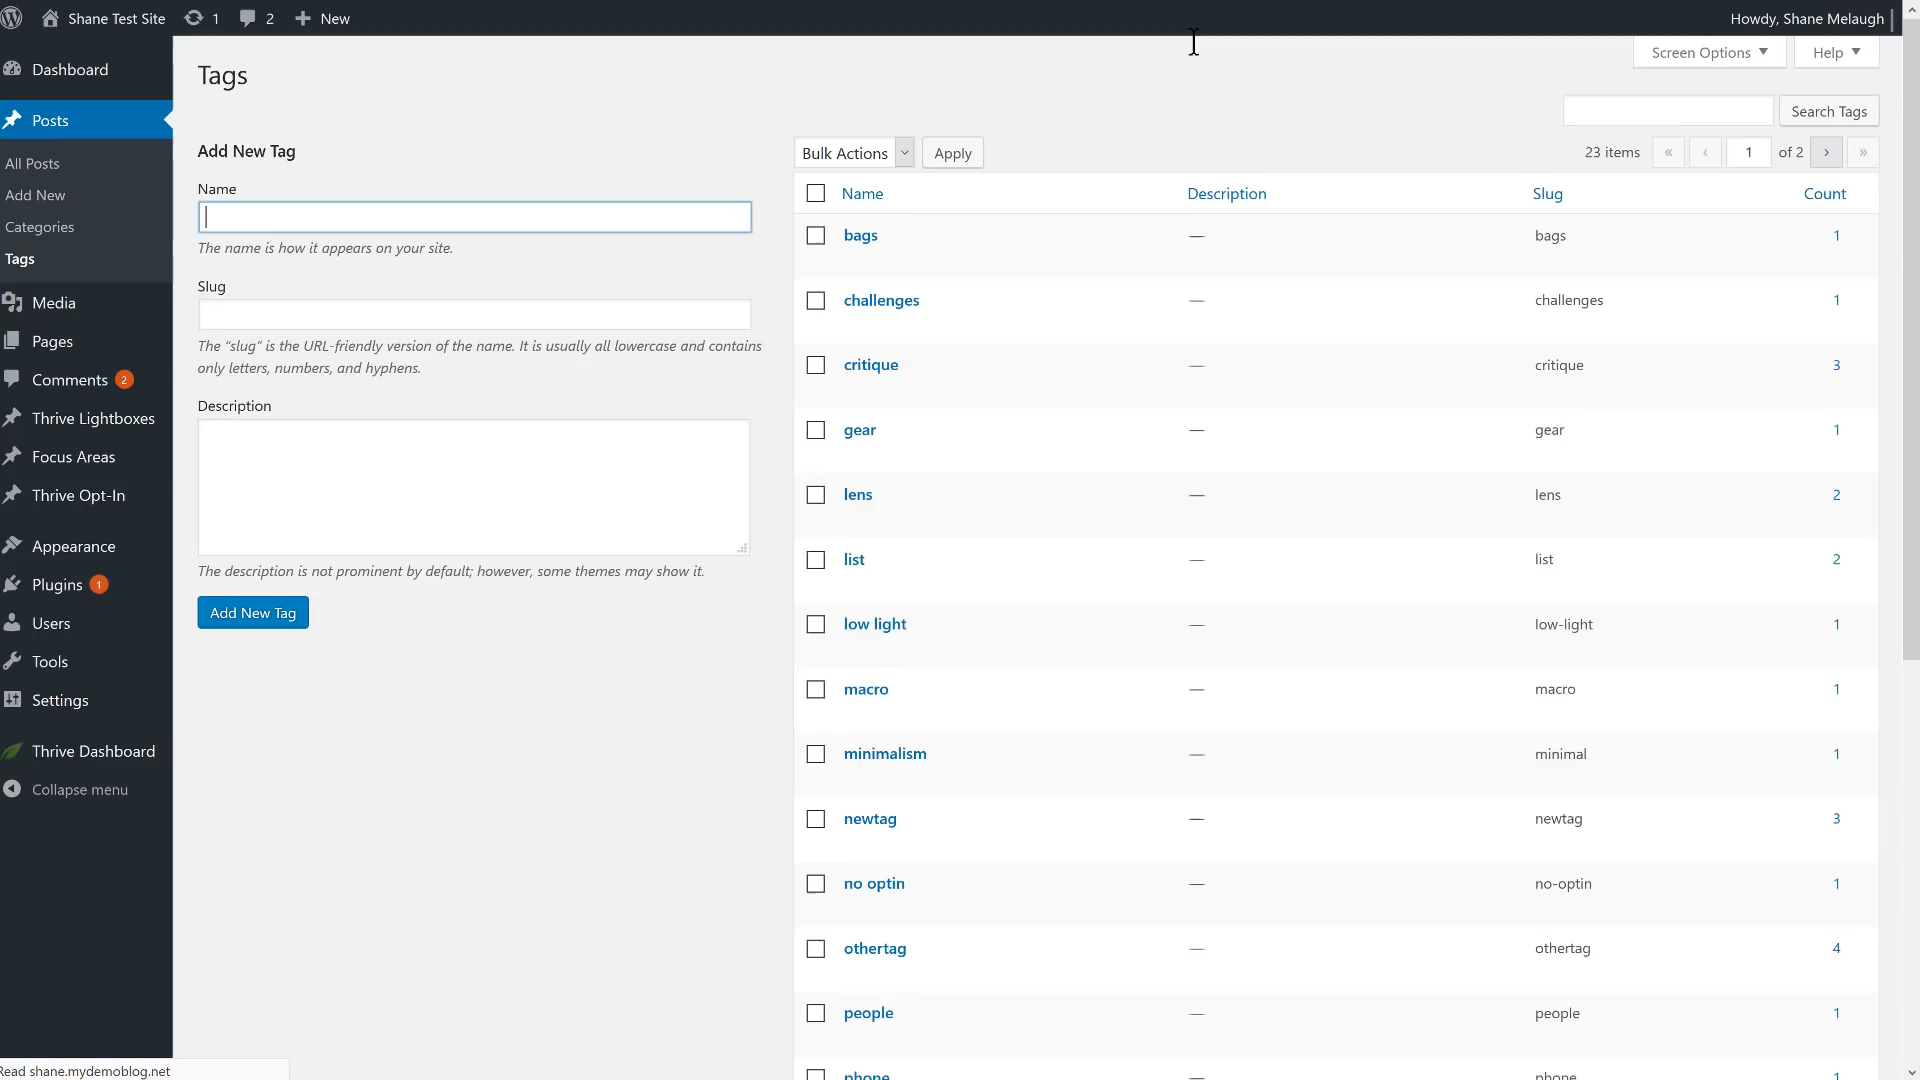 Shane Test Site 1 2 + New Howdy, Shane Melaugh
Screen Options Help
Dashboard
Posts
All Posts
Add New
Categories
Tags
Media
Pages
Comments 2
Thrive Lightboxes
Focus Areas
Thrive Opt-In
Appearance
Plugins 1
Users
Tools
Settings
Thrive Dashboard
Collapse menu
Tags
Search Tags
Add New Tag
Name
The name is how it appears on your site.
Slug
The “slug” is the URL-friendly version of the name. It is usually all lowercase and contains
only letters, numbers, and hyphens.
Description
The description is not prominent by default; however, some themes may show it.
Add New Tag
Bulk Actions Apply 23 items « ‹ 1 of 2 › »
Name Description Slug Count
bags — bags 1
challenges — challenges 1
critique — critique 3
gear — gear 1
lens — lens 2
list — list 2
low light — low-light 1
macro — macro 1
minimalism — minimal 1
newtag — newtag 3
no optin — no-optin 1
othertag — othertag 4
people — people 1
phone — phone 1
Read shane.mydemoblog.net